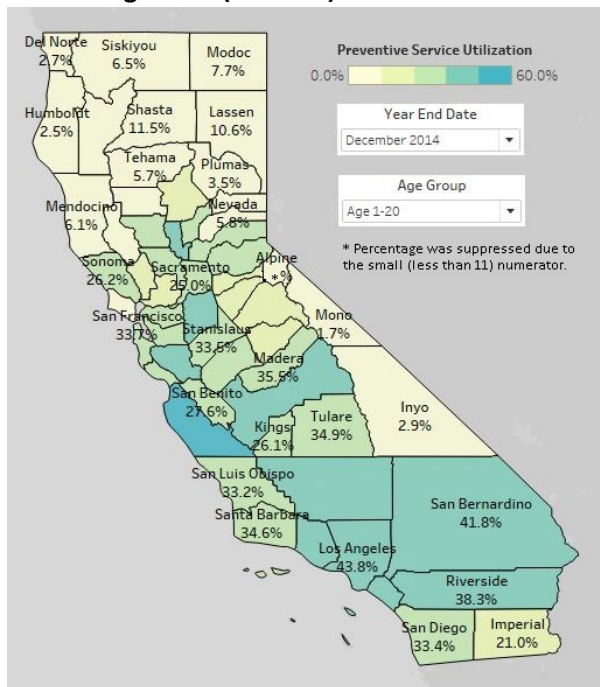 Preventive Service Utilization
0.0%
60.0%
Year End Date
December 2014
Age Group
Age 1-20
* Percentage was suppressed due to
the small (less than 11) numerator.
Del Norte
2.7%
Siskiyou
6.5%
Modoc
7.7%
Humboldt
2.5%
Shasta
11.5%
Lassen
10.6%
Tehama
5.7%
Plumas
3.5%
Mendocino
6.1%
Nevada
5.8%
Sonoma
26.2%
Sacramento
25.0%
Alpine
*%
San Francisco
33.7%
Stanislaus
33.5%
Mono
1.7%
Madera
35.5%
San Benito
27.6%
Kings
26.1%
Tulare
34.9%
Inyo
2.9%
San Luis Obispo
33.2%
Santa Barbara
34.6%
San Bernardino
41.8%
Los Angeles
43.8%
Riverside
38.3%
San Diego
33.4%
Imperial
21.0%